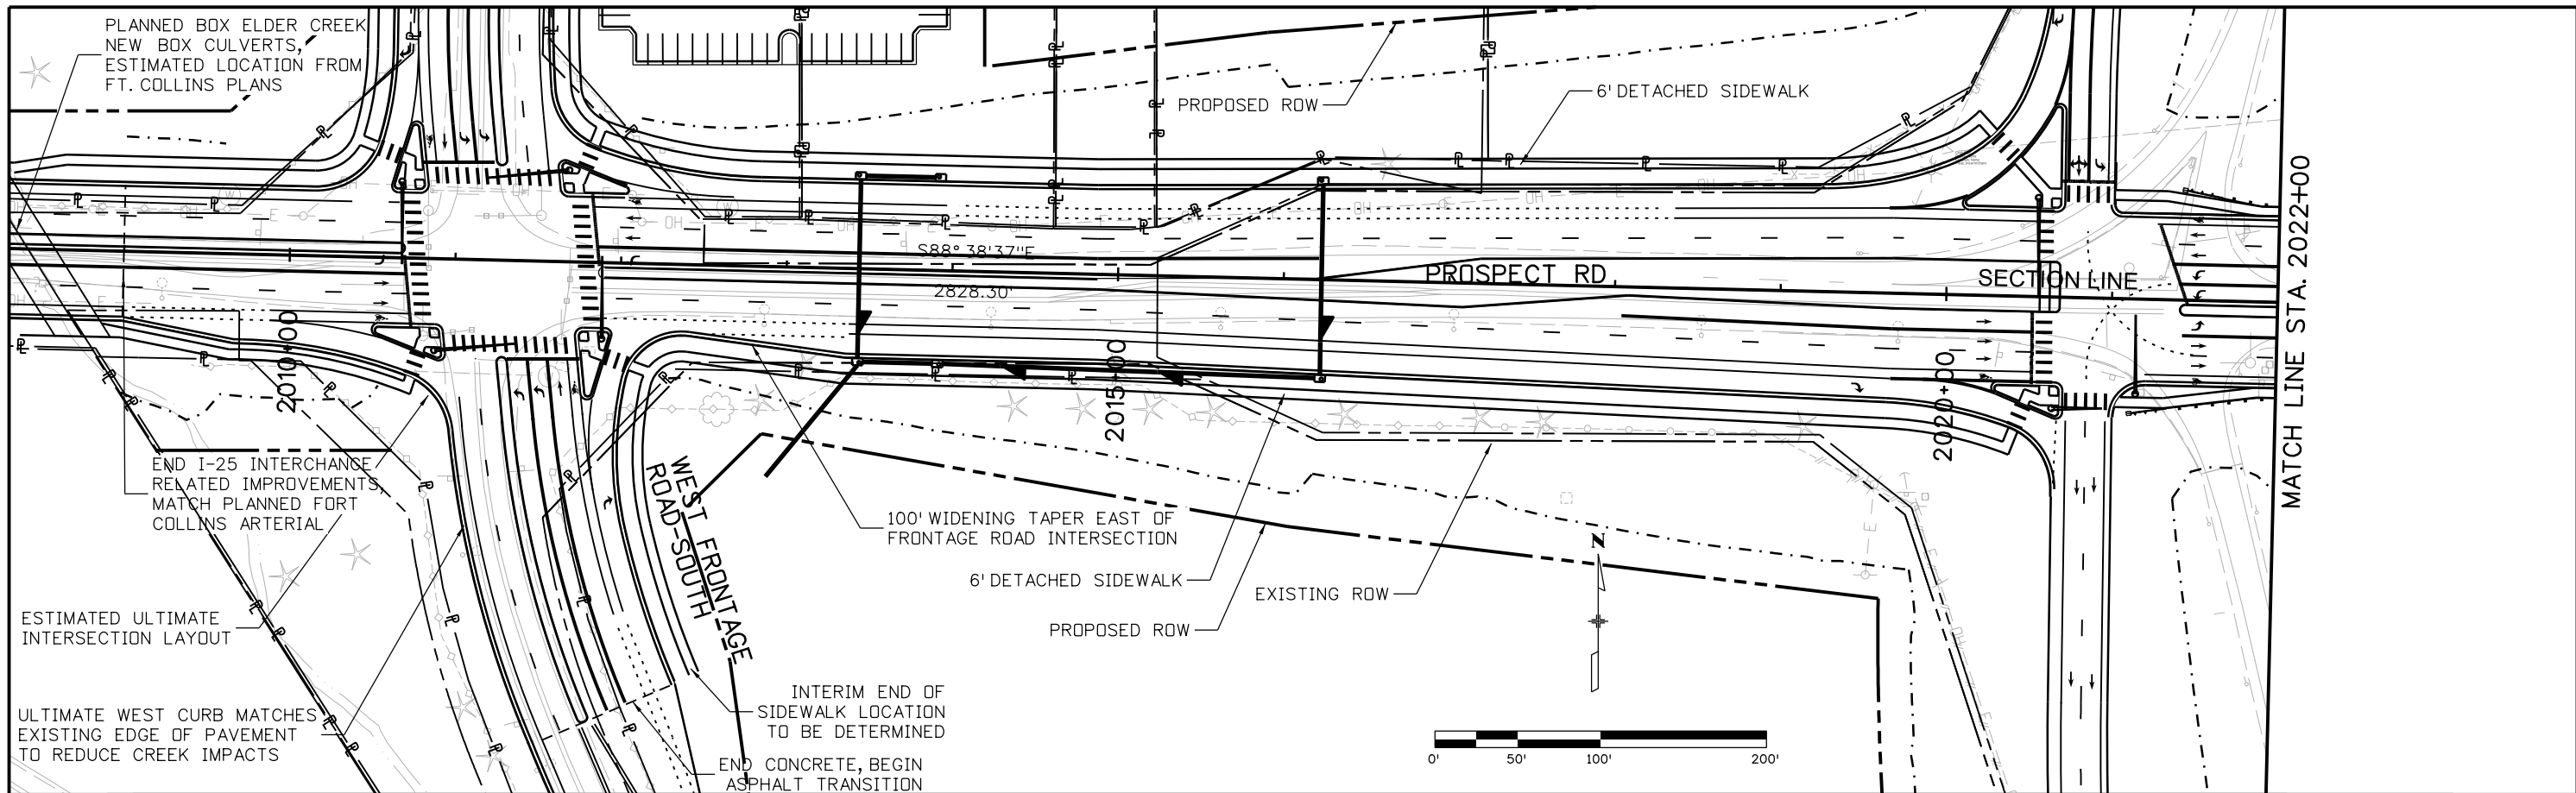 PLANNED BOX ELDER CREEK
NEW BOX CULVERTS,
ESTIMATED LOCATION FROM
FT. COLLINS PLANS
PROPOSED ROW
6' DETACHED SIDEWALK
S88° 38'37"E
2828.30'
PROSPECT RD.
SECTION LINE
MATCH LINE STA. 2022+00
2010+00
2015+00
2020+00
END I-25 INTERCHANGE
RELATED IMPROVEMENTS,
MATCH PLANNED FORT
COLLINS ARTERIAL
WEST FRONTAGE
ROAD-SOUTH
100' WIDENING TAPER EAST OF
FRONTAGE ROAD INTERSECTION
6' DETACHED SIDEWALK
EXISTING ROW
PROPOSED ROW
N
ESTIMATED ULTIMATE
INTERSECTION LAYOUT
INTERIM END OF
SIDEWALK LOCATION
TO BE DETERMINED
ULTIMATE WEST CURB MATCHES
EXISTING EDGE OF PAVEMENT
TO REDUCE CREEK IMPACTS
END CONCRETE, BEGIN
ASPHALT TRANSITION
0' 50' 100' 200'